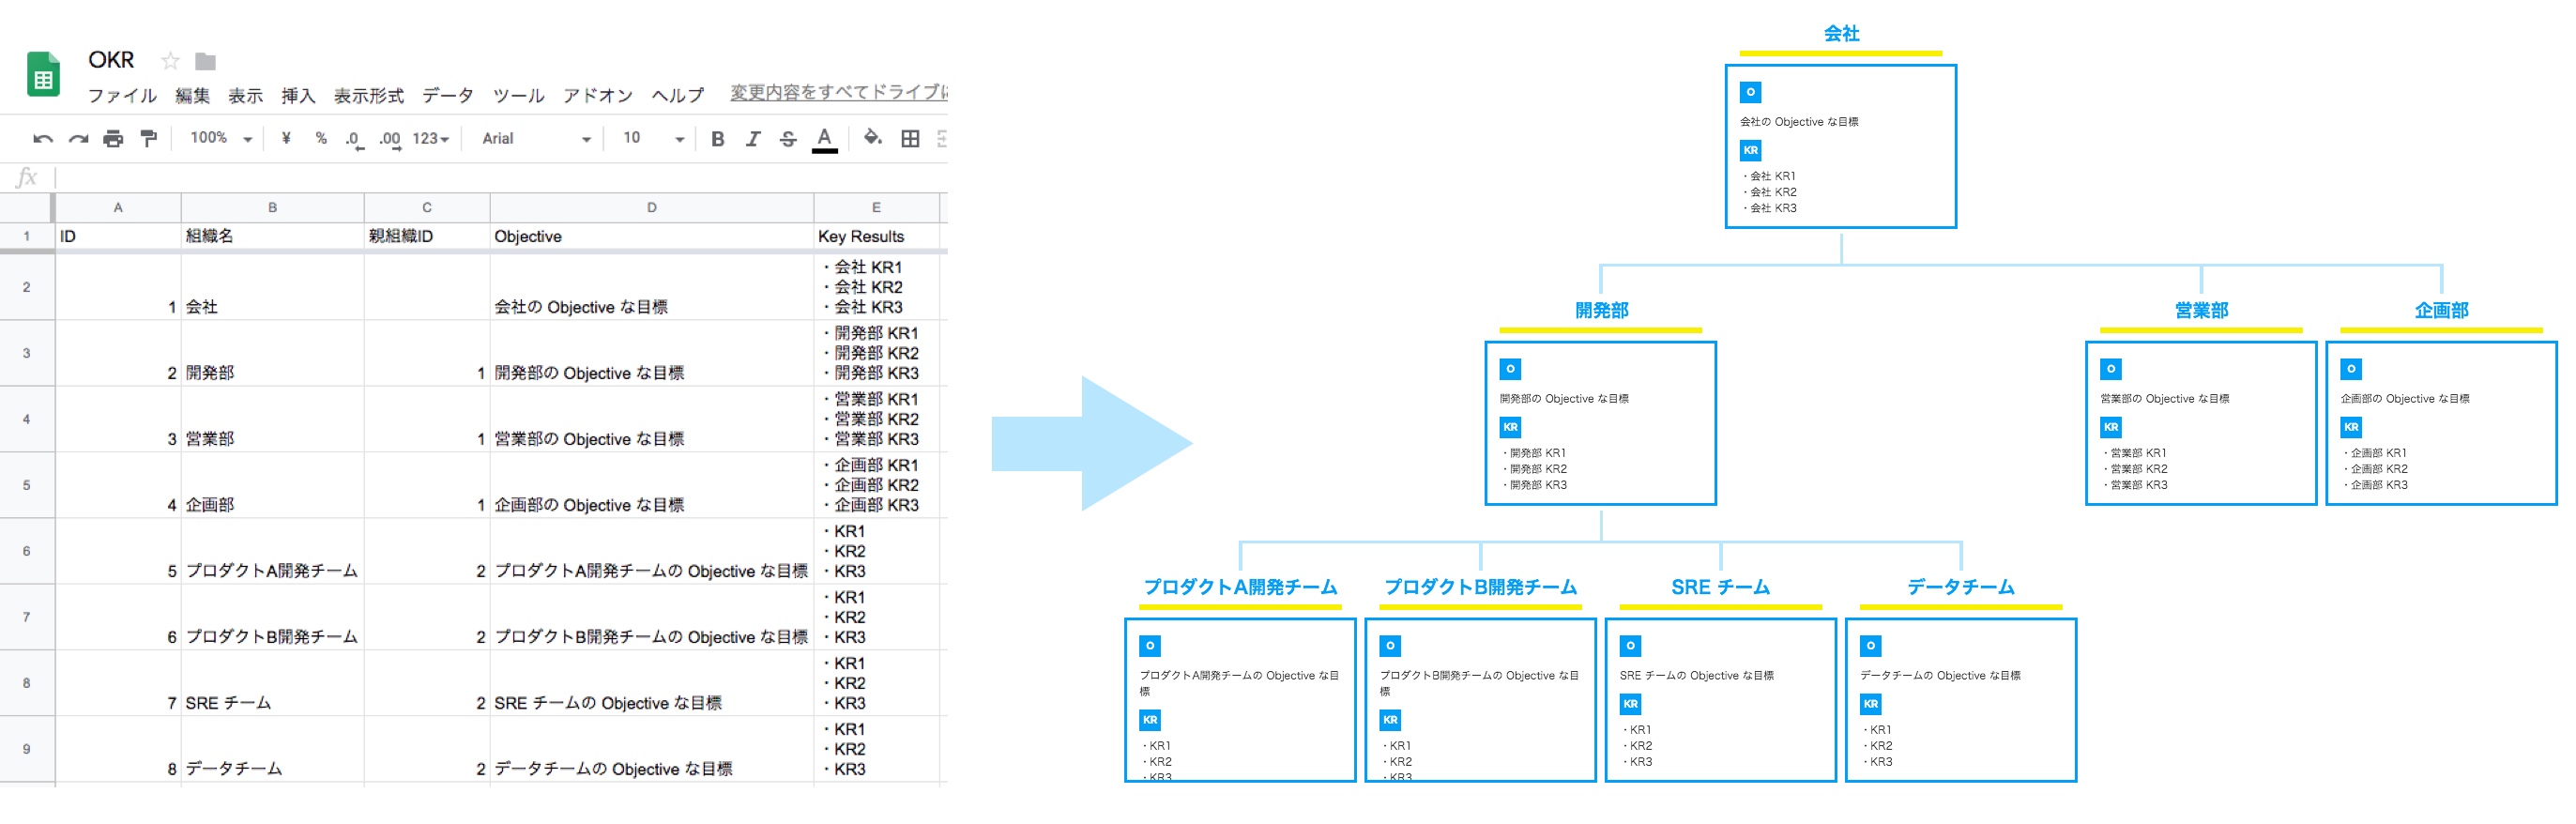 OKR
ファイル 編集 表示 挿入 表示形式 データ ツール アドオン ヘルプ 変更内容をすべてドライブに
100% ¥ % .0 .00 123 Arial 10 B I S A
fx
A B C D E
1 ID 組織名 親組織ID Objective Key Results
・会社 KR1
・会社 KR2
2 1 会社 会社の Objective な目標 ・会社 KR3
・開発部 KR1
・開発部 KR2
3 2 開発部 1 開発部の Objective な目標 ・開発部 KR3
・営業部 KR1
・営業部 KR2
4 3 営業部 1 営業部の Objective な目標 ・営業部 KR3
・企画部 KR1
・企画部 KR2
5 4 企画部 1 企画部の Objective な目標 ・企画部 KR3
・KR1
・KR2
6 5 プロダクトA開発チーム 2 プロダクトA開発チームの Objective な目標 ・KR3
・KR1
・KR2
7 6 プロダクトB開発チーム 2 プロダクトB開発チームの Objective な目標 ・KR3
・KR1
・KR2
8 7 SRE チーム 2 SRE チームの Objective な目標 ・KR3
・KR1
・KR2
9 8 データチーム 2 データチームの Objective な目標 ・KR3
会社
O
会社の Objective な目標
KR
・会社 KR1
・会社 KR2
・会社 KR3
開発部
O
開発部の Objective な目標
KR
・開発部 KR1
・開発部 KR2
・開発部 KR3
営業部
O
営業部の Objective な目標
KR
・営業部 KR1
・営業部 KR2
・営業部 KR3
企画部
O
企画部の Objective な目標
KR
・企画部 KR1
・企画部 KR2
・企画部 KR3
プロダクトA開発チーム
O
プロダクトA開発チームの Objective な目
標
KR
・KR1
・KR2
・KR3
プロダクトB開発チーム
O
プロダクトB開発チームの Objective な目
標
KR
・KR1
・KR2
・KR3
SRE チーム
O
SRE チームの Objective な目標
KR
・KR1
・KR2
・KR3
データチーム
O
データチームの Objective な目標
KR
・KR1
・KR2
・KR3